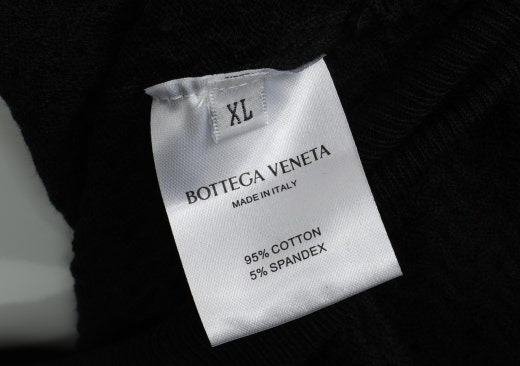 XL
BOTTEGA VENETA
MADE IN ITALY
95% COTTON
5% SPANDEX